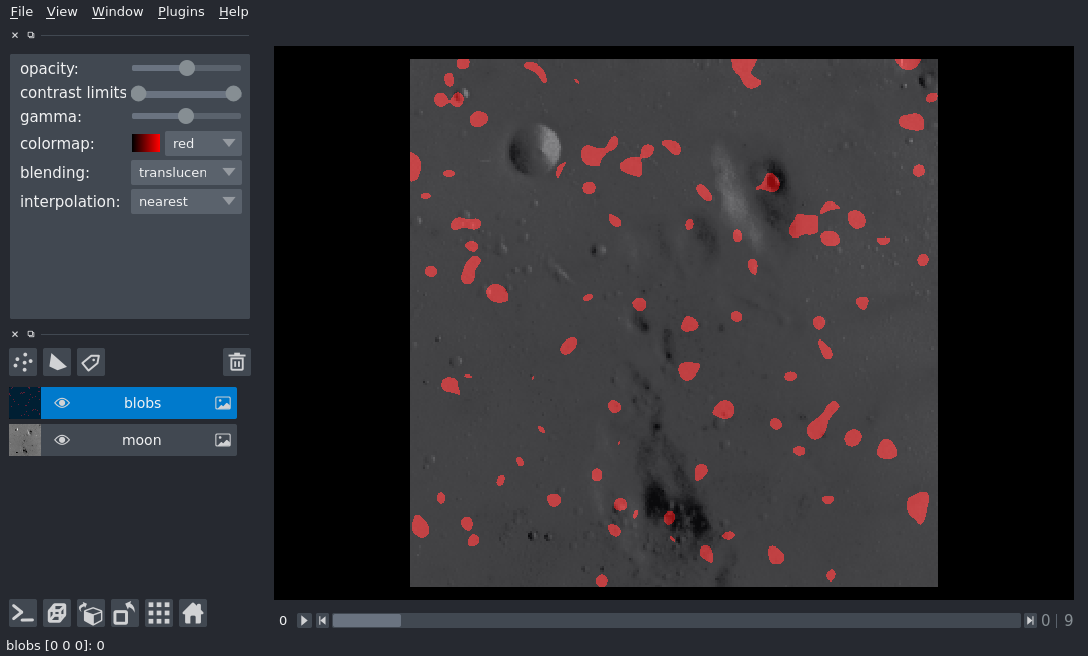 File View Window Plugins Help
opacity:
contrast limits
gamma:
colormap: red
blending: translucen
interpolation: nearest
blobs
moon
0 0 | 9
blobs [0 0 0]: 0